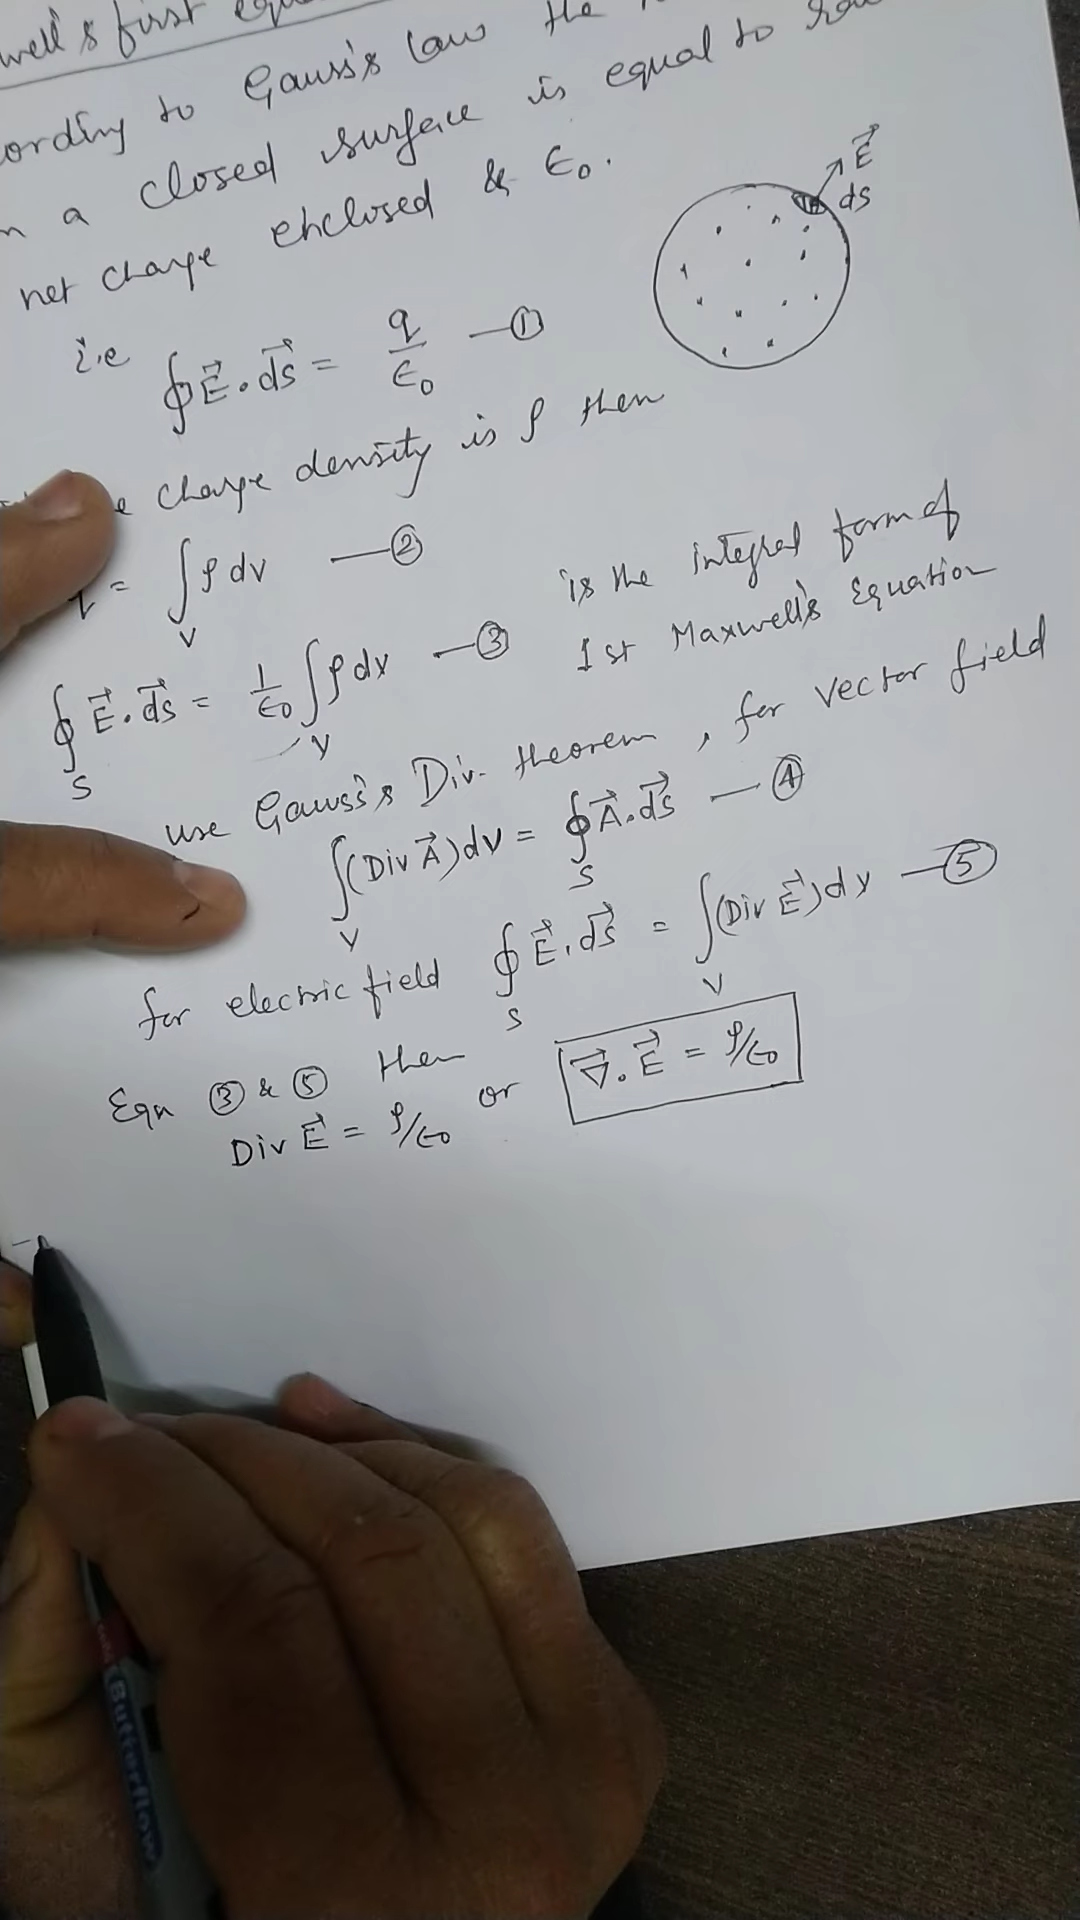 well's first
cording to Gauss's law the
a closed surface is equal to
net charge enclosed & ϵ₀.
E⃗
ds
i.e ∮E⃗.ds⃗ = q/ϵ₀ —①
charge density is ρ then
= ∫ᵥ ρdv —②
∮ₛ E⃗.ds⃗ = 1/ϵ₀ ∫ᵥ ρdv —③ is the integral form of
1st Maxwell's Equation
use Gauss's Div. theorem, for vector field
∫ᵥ(Div A⃗)dv = ∮ₛ A⃗.ds⃗ —④
for electric field ∮ₛ E⃗.ds⃗ = ∫ᵥ(Div E⃗)dv —⑤
Eqn ③ & ⑤ then
Div E⃗ = ρ/ϵ₀ or ∇⃗.E⃗ = ρ/ϵ₀
Butterflow